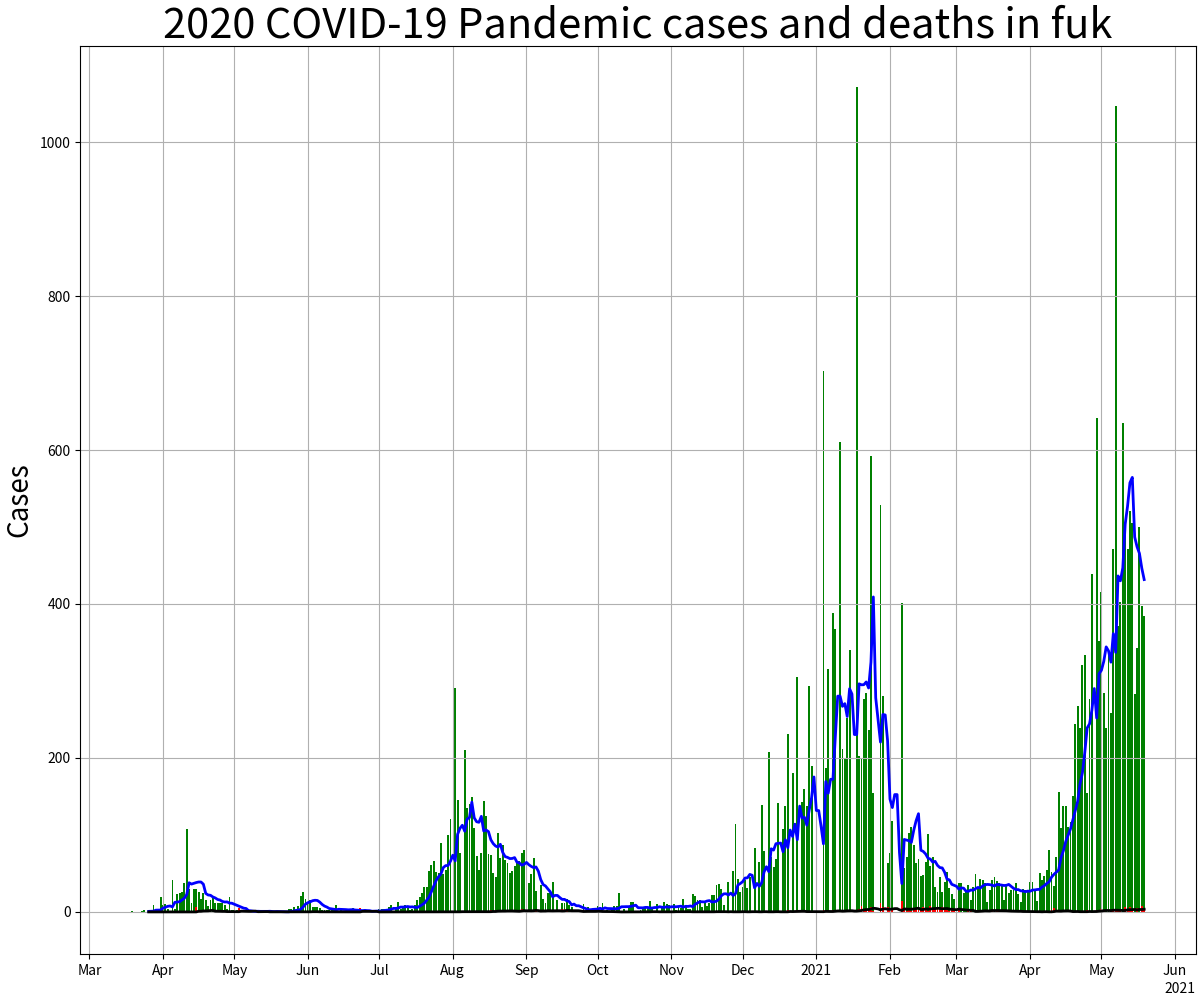 2020 COVID-19 Pandemic cases and deaths in fuk
1000
800
600
400
200
0
Cases
Mar Apr May Jun Jul Aug Sep Oct Nov Dec 2021 Feb Mar Apr May Jun
2021